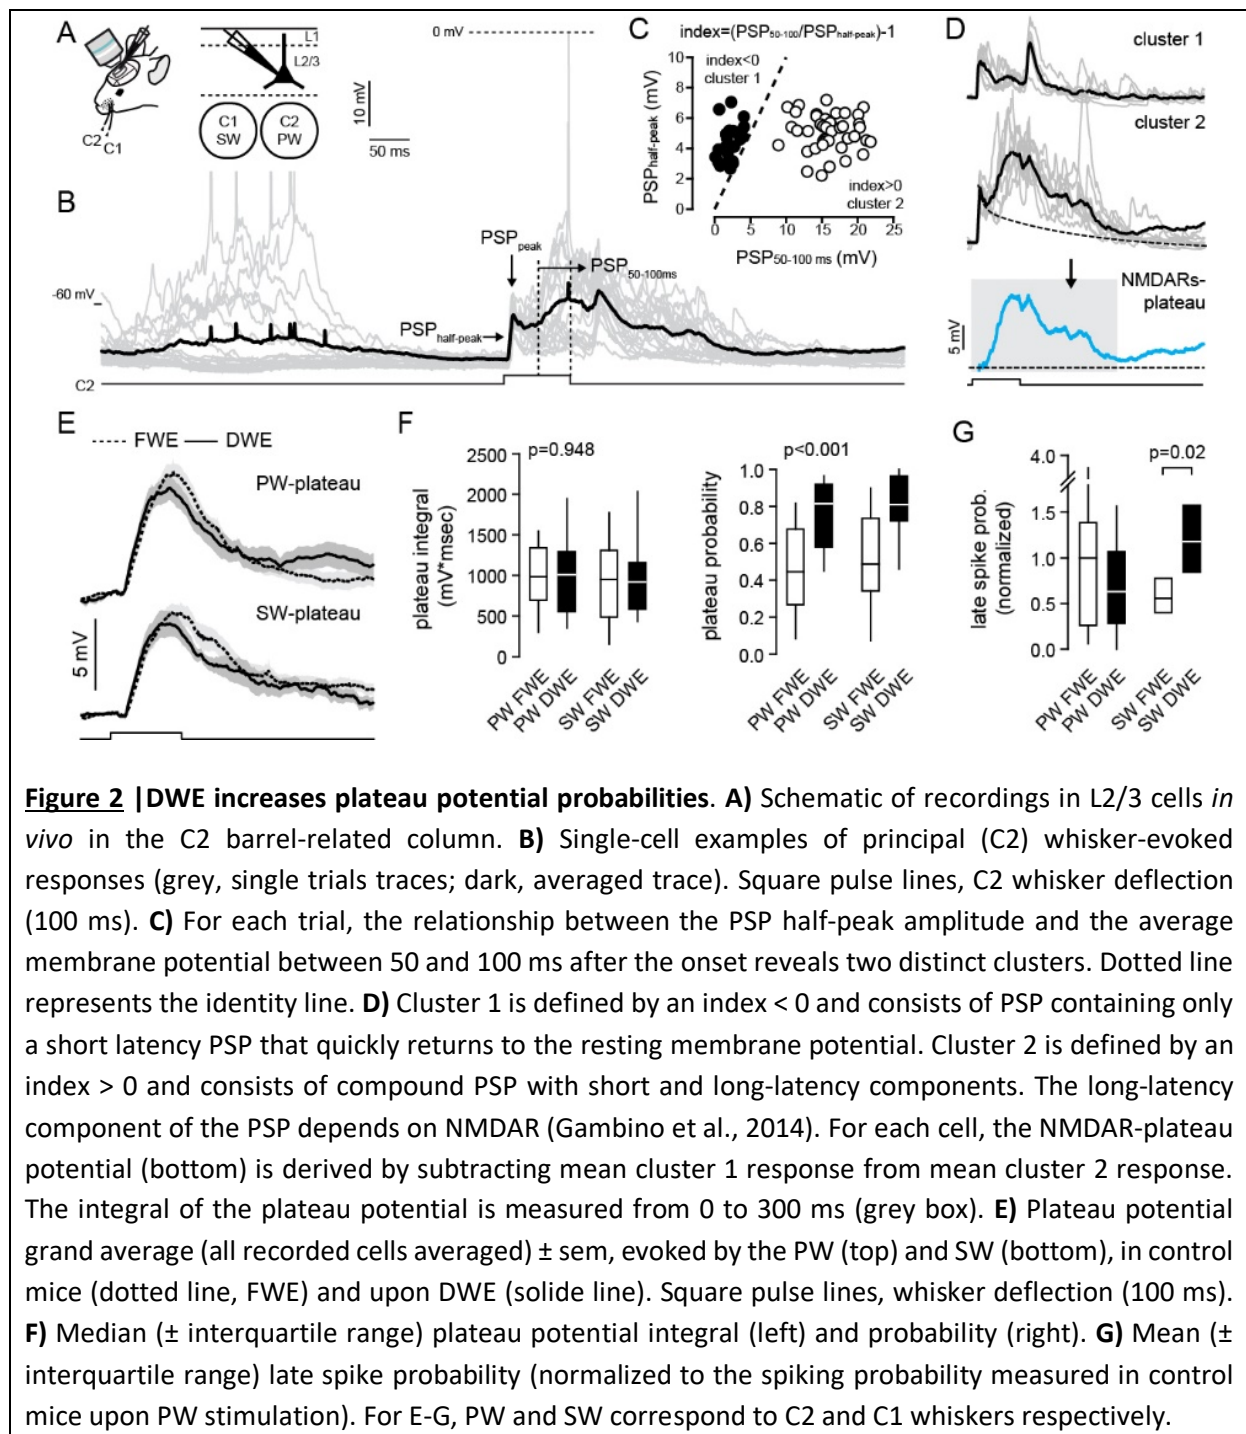 A
L1
L2/3
C1
SW
C2
PW
C2
C1
0 mV
10 mV
50 ms
B
-60 mV
PSP peak
PSP 50-100ms
PSP half-peak
C2
C
index=(PSP50-100/PSPhalf-peak)-1
index<0
cluster 1
index>0
cluster 2
PSPhalf-peak (mV)
10
8
6
4
2
0
0 5 10 15 20 25
PSP50-100 ms (mV)
D
cluster 1
cluster 2
NMDARs-
plateau
5 mV
E
FWE
DWE
PW-plateau
SW-plateau
5 mV
F
p=0.948
plateau integral
(mV*msec)
2500
2000
1500
1000
500
0
PW FWE
PW DWE
SW FWE
SW DWE
p<0.001
plateau probability
1.0
0.8
0.6
0.4
0.2
0.0
PW FWE
PW DWE
SW FWE
SW DWE
G
p=0.02
late spike prob.
(normalized)
4.0
1.5
1.0
0.5
0.0
PW FWE
PW DWE
SW FWE
SW DWE
Figure 2 |DWE increases plateau potential probabilities. A) Schematic of recordings in L2/3 cells in
vivo in the C2 barrel-related column. B) Single-cell examples of principal (C2) whisker-evoked
responses (grey, single trials traces; dark, averaged trace). Square pulse lines, C2 whisker deflection
(100 ms). C) For each trial, the relationship between the PSP half-peak amplitude and the average
membrane potential between 50 and 100 ms after the onset reveals two distinct clusters. Dotted line
represents the identity line. D) Cluster 1 is defined by an index < 0 and consists of PSP containing only
a short latency PSP that quickly returns to the resting membrane potential. Cluster 2 is defined by an
index > 0 and consists of compound PSP with short and long-latency components. The long-latency
component of the PSP depends on NMDAR (Gambino et al., 2014). For each cell, the NMDAR-plateau
potential (bottom) is derived by subtracting mean cluster 1 response from mean cluster 2 response.
The integral of the plateau potential is measured from 0 to 300 ms (grey box). E) Plateau potential
grand average (all recorded cells averaged) ± sem, evoked by the PW (top) and SW (bottom), in control
mice (dotted line, FWE) and upon DWE (solide line). Square pulse lines, whisker deflection (100 ms).
F) Median (± interquartile range) plateau potential integral (left) and probability (right). G) Mean (±
interquartile range) late spike probability (normalized to the spiking probability measured in control
mice upon PW stimulation). For E-G, PW and SW correspond to C2 and C1 whiskers respectively.